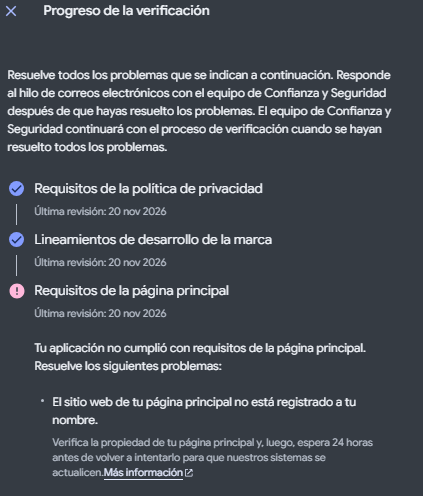 Progreso de la verificación
Resuelve todos los problemas que se indican a continuación. Responde
al hilo de correos electrónicos con el equipo de Confianza y Seguridad
después de que hayas resuelto los problemas. El equipo de Confianza y
Seguridad continuará con el proceso de verificación cuando se hayan
resuelto todos los problemas.
Requisitos de la política de privacidad
Última revisión: 20 nov 2026
Lineamientos de desarrollo de la marca
Última revisión: 20 nov 2026
Requisitos de la página principal
Última revisión: 20 nov 2026
Tu aplicación no cumplió con requisitos de la página principal.
Resuelve los siguientes problemas:
• El sitio web de tu página principal no está registrado a tu
nombre.
Verifica la propiedad de tu página principal y, luego, espera 24 horas
antes de volver a intentarlo para que nuestros sistemas se
actualicen.Más información